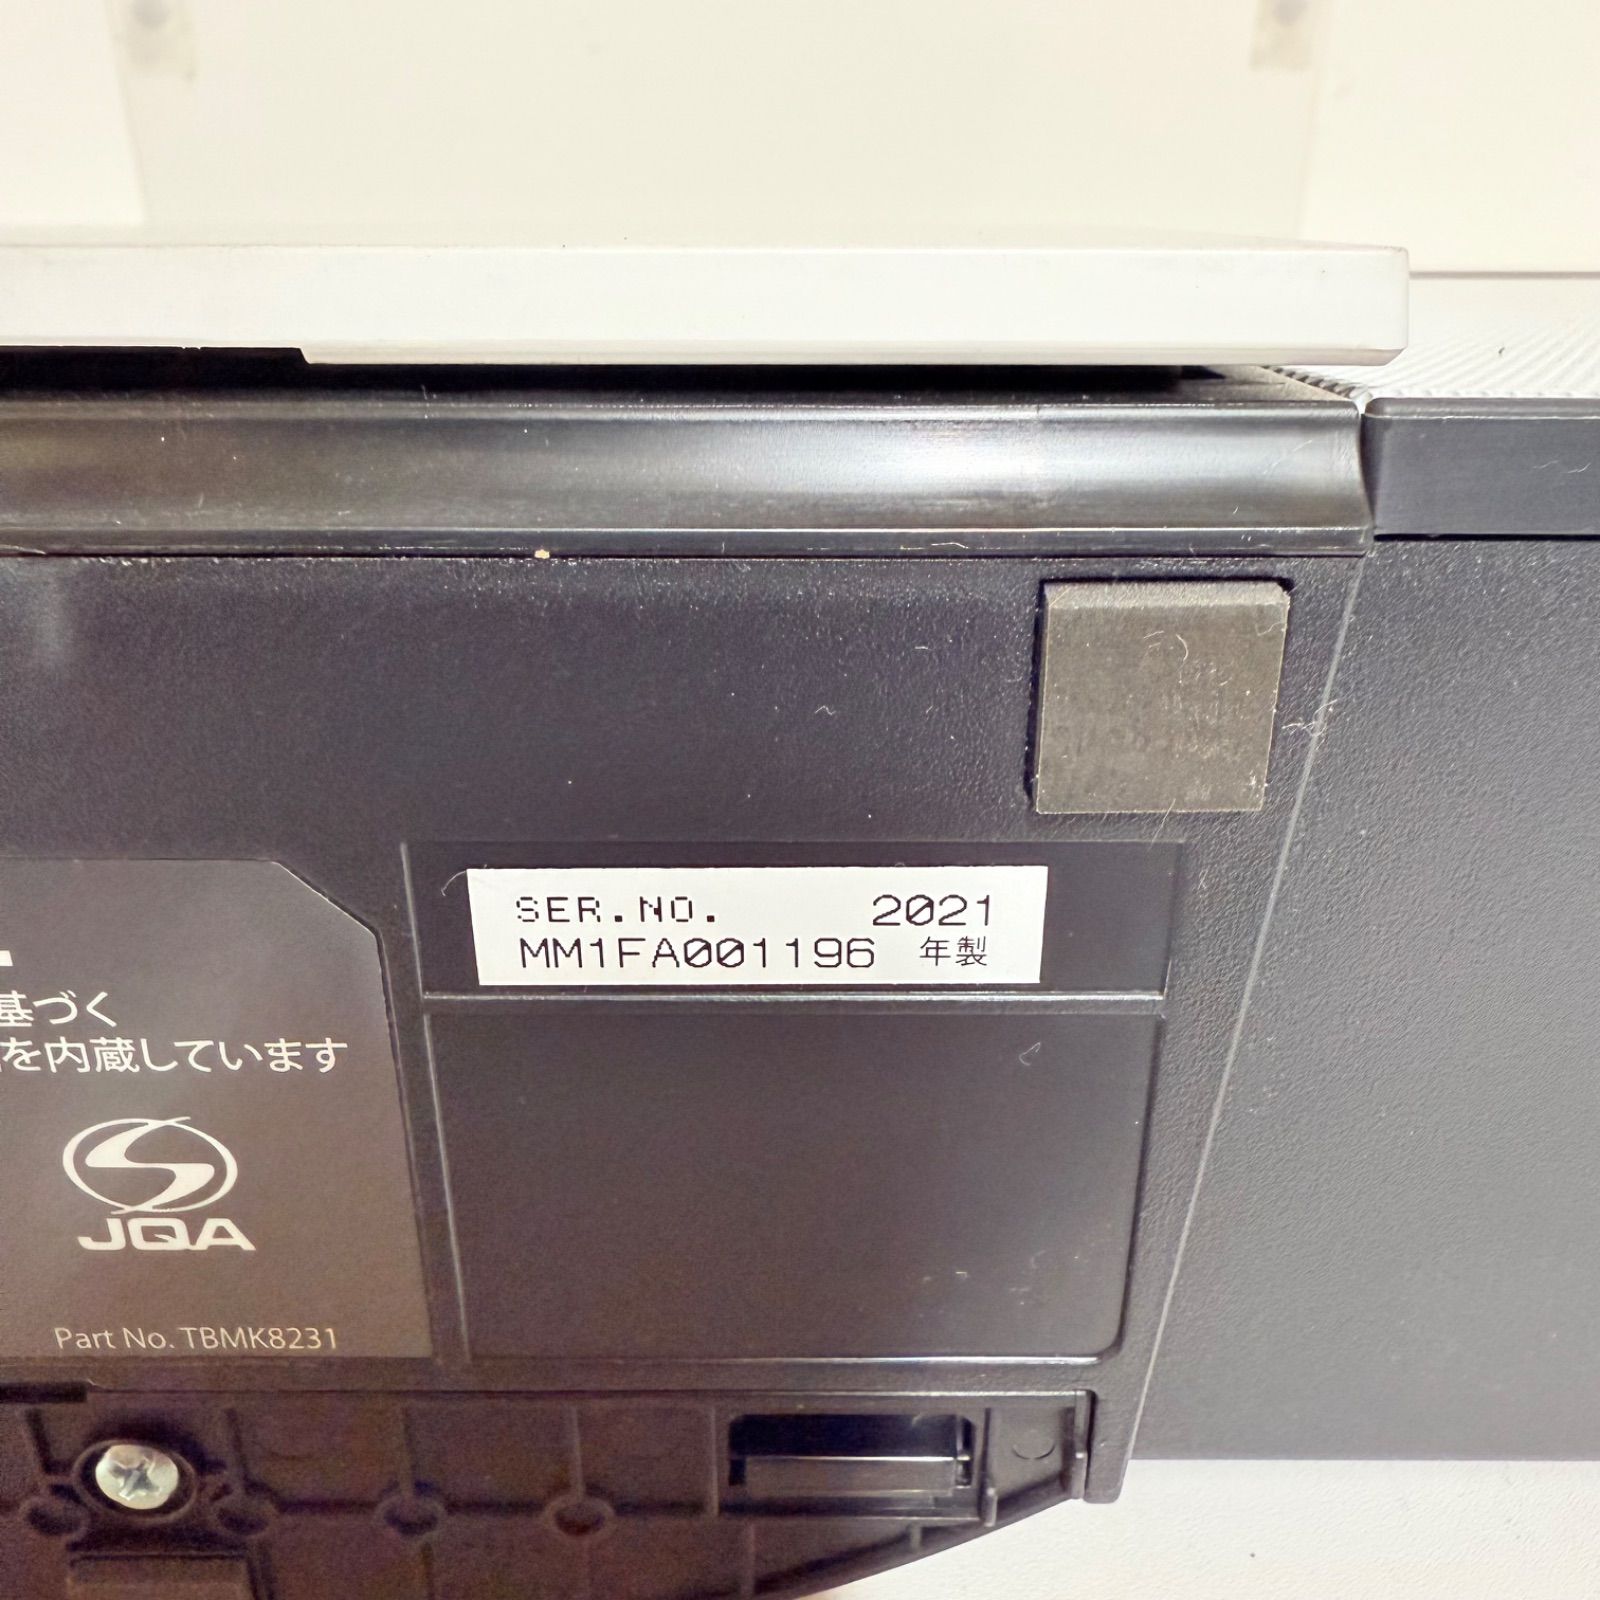 SER.NO. 2021
MM1FA001196 年製
基づく
を内蔵しています
JQA
Part No. TBMK8231